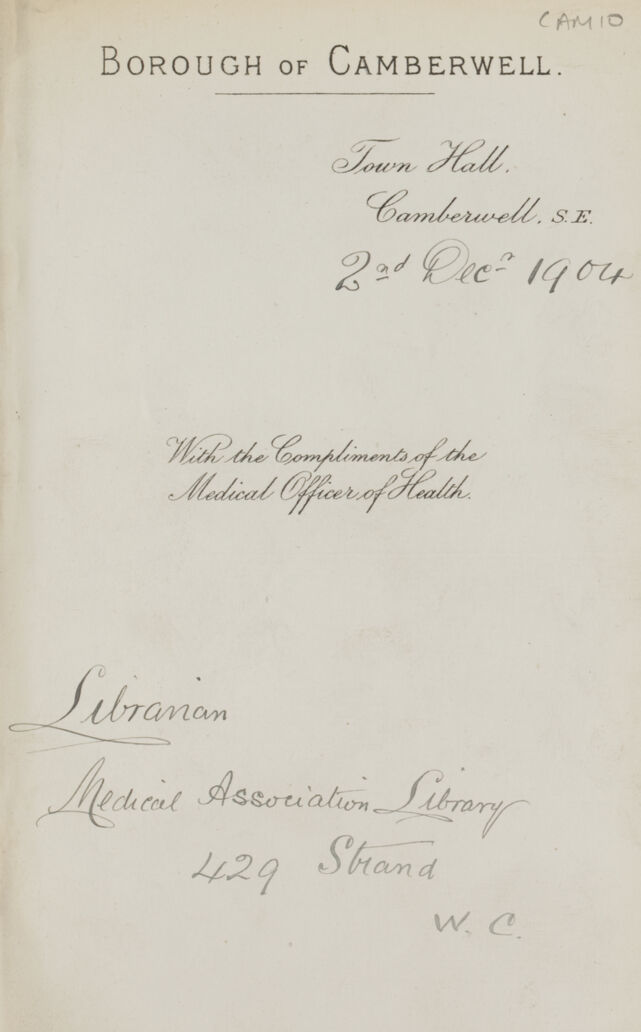 CAM10
BOROUGH OF CAMBERWELL.
Town Hall.
Camberwell. S.E.
2nd Decr 1904
With the Compliments of the
Medical Officer of Health.
Librarian
Medical Association Library
429 Strand
W. C.